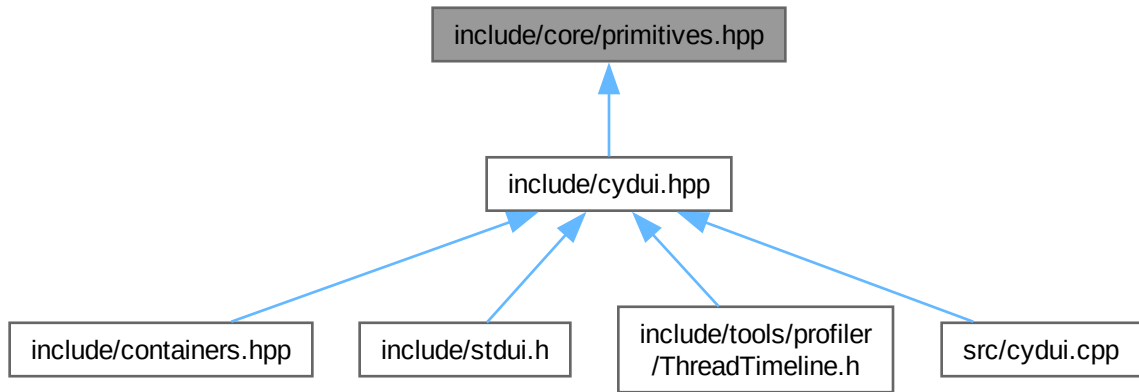 include/core/primitives.hpp
include/cydui.hpp
include/containers.hpp
include/stdui.h
include/tools/profiler
/ThreadTimeline.h
src/cydui.cpp